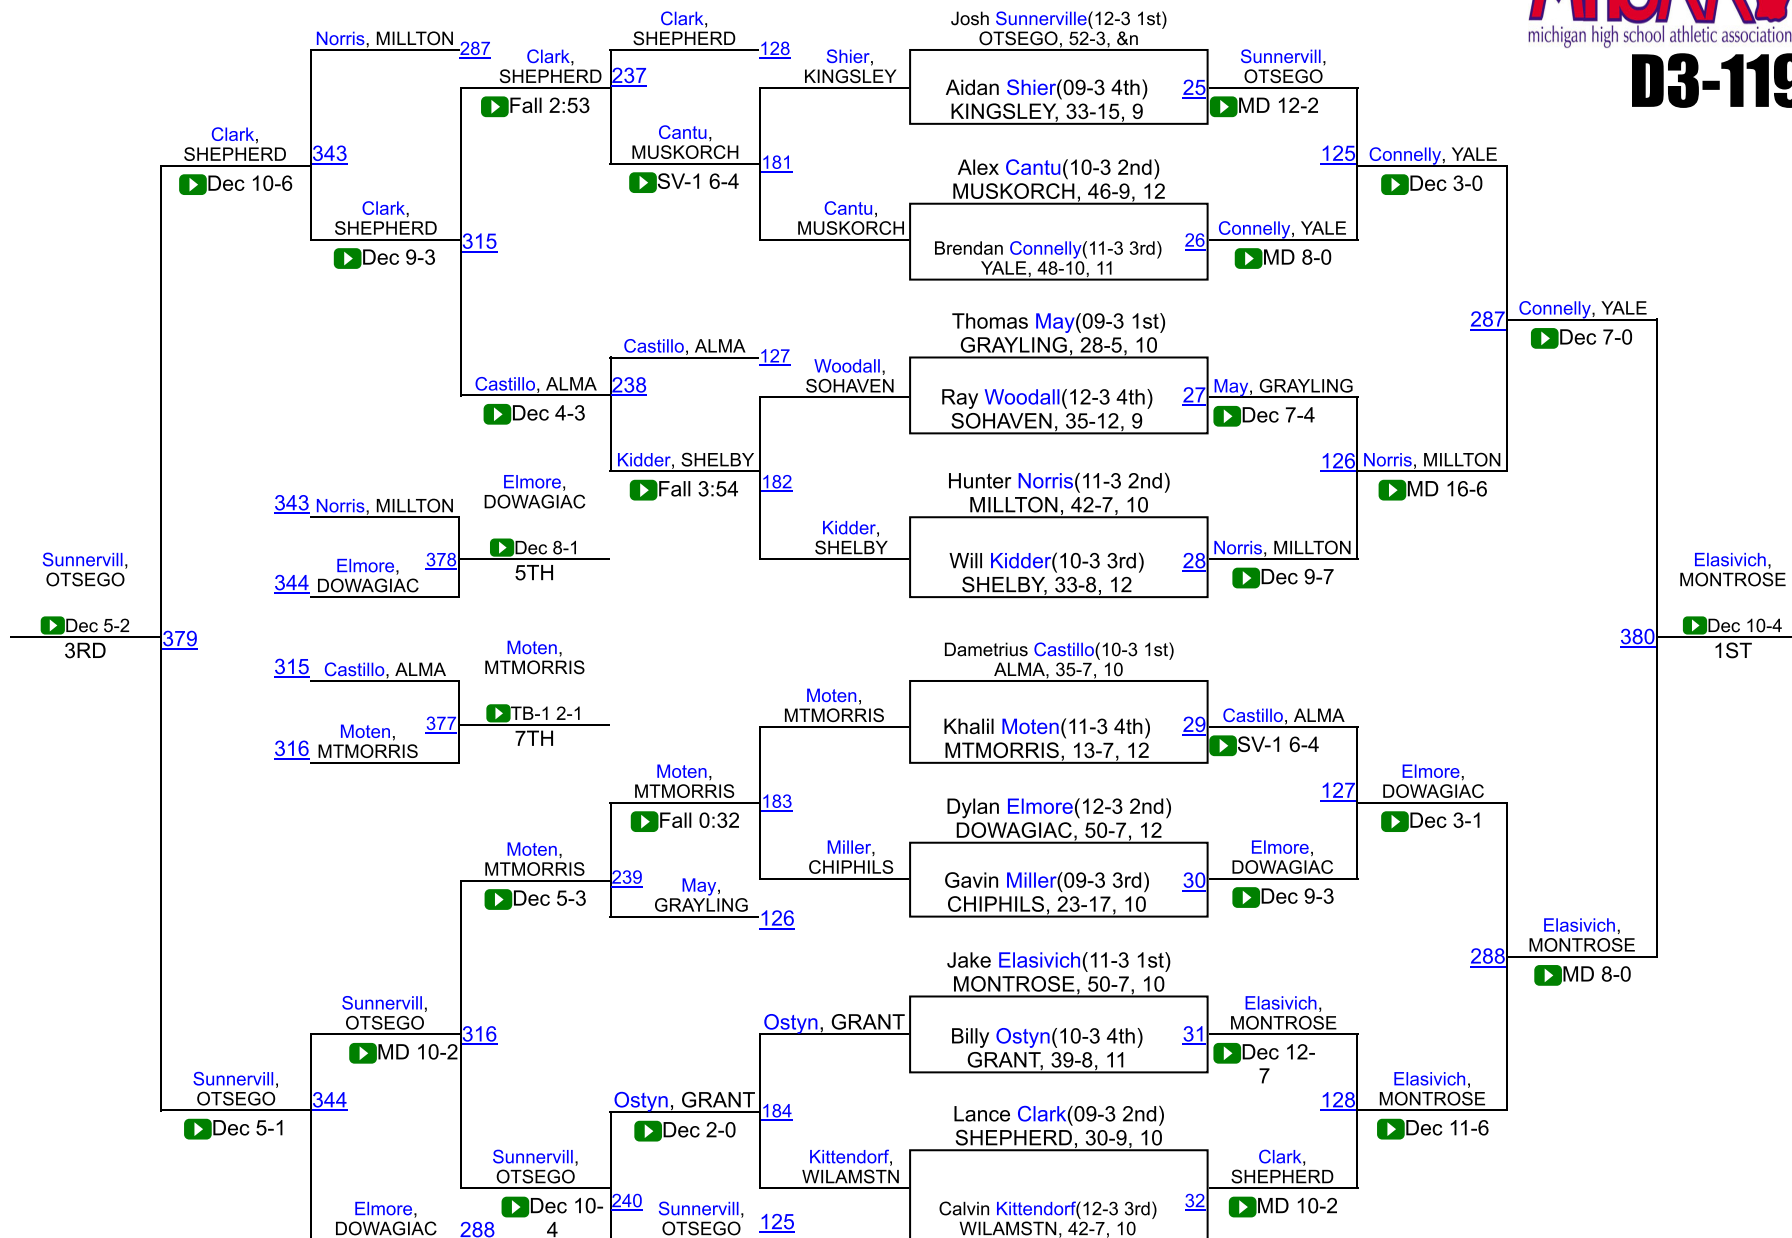 michigan high school athletic association
D3-119
Norris, MILLTON
287
Clark,
SHEPHERD
Fall 2:53
237
Clark,
SHEPHERD
128
Cantu,
MUSKORCH
SV-1 6-4
181
Shier,
KINGSLEY
Cantu,
MUSKORCH
Clark,
SHEPHERD
Dec 10-6
343
Clark,
SHEPHERD
Dec 9-3
315
Castillo, ALMA
Dec 4-3
238
Castillo, ALMA
127
Kidder, SHELBY
Fall 3:54
182
Woodall,
SOHAVEN
Kidder,
SHELBY
Josh Sunnerville(12-3 1st)
OTSEGO, 52-3, &n
Aidan Shier(09-3 4th)
KINGSLEY, 33-15, 9
25
Sunnervill,
OTSEGO
MD 12-2
Alex Cantu(10-3 2nd)
MUSKORCH, 46-9, 12
Brendan Connelly(11-3 3rd)
YALE, 48-10, 11
26
Connelly, YALE
MD 8-0
125
Connelly, YALE
Dec 3-0
Thomas May(09-3 1st)
GRAYLING, 28-5, 10
Ray Woodall(12-3 4th)
SOHAVEN, 35-12, 9
27
May, GRAYLING
Dec 7-4
Hunter Norris(11-3 2nd)
MILLTON, 42-7, 10
Will Kidder(10-3 3rd)
SHELBY, 33-8, 12
28
Norris, MILLTON
Dec 9-7
126
Norris, MILLTON
MD 16-6
287
Connelly, YALE
Dec 7-0
343
Norris, MILLTON
344
Elmore,
DOWAGIAC
378
Elmore,
DOWAGIAC
Dec 8-1
5TH
Sunnervill,
OTSEGO
Dec 5-2
3RD
379
315
Castillo, ALMA
316
Moten,
MTMORRIS
377
Moten,
MTMORRIS
TB-1 2-1
7TH
Elasivich,
MONTROSE
380
Dec 10-4
1ST
Dametrius Castillo(10-3 1st)
ALMA, 35-7, 10
Khalil Moten(11-3 4th)
MTMORRIS, 13-7, 12
29
Castillo, ALMA
SV-1 6-4
Dylan Elmore(12-3 2nd)
DOWAGIAC, 50-7, 12
Gavin Miller(09-3 3rd)
CHIPHILS, 23-17, 10
30
Elmore,
DOWAGIAC
Dec 9-3
127
Elmore,
DOWAGIAC
Dec 3-1
Moten,
MTMORRIS
Miller,
CHIPHILS
Moten,
MTMORRIS
Fall 0:32
183
Moten,
MTMORRIS
Dec 5-3
239
May,
GRAYLING
126
Jake Elasivich(11-3 1st)
MONTROSE, 50-7, 10
Billy Ostyn(10-3 4th)
GRANT, 39-8, 11
31
Elasivich,
MONTROSE
Dec 12-
7
Lance Clark(09-3 2nd)
SHEPHERD, 30-9, 10
Calvin Kittendorf(12-3 3rd)
WILAMSTN, 42-7, 10
32
Clark,
SHEPHERD
MD 10-2
128
Elasivich,
MONTROSE
Dec 11-6
288
Elasivich,
MONTROSE
MD 8-0
Sunnervill,
OTSEGO
MD 10-2
316
Ostyn, GRANT
Kittendorf,
WILAMSTN
Ostyn, GRANT
Dec 2-0
184
Sunnervill,
OTSEGO
Dec 5-1
344
Sunnervill,
OTSEGO
Dec 10-
4
240
Sunnervill,
OTSEGO
125
Elmore,
DOWAGIAC
288